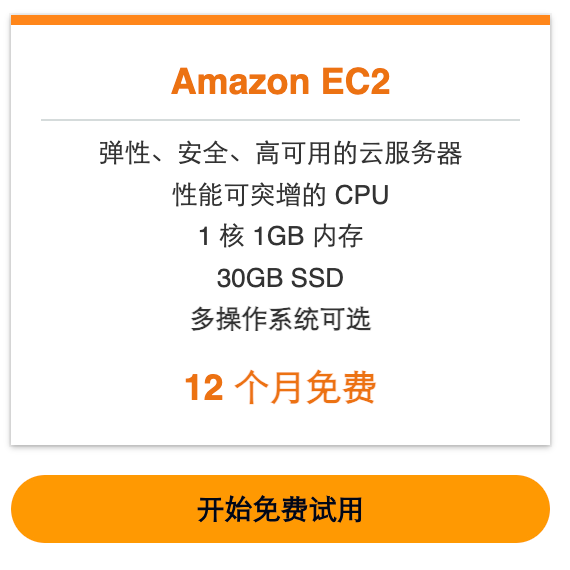 Amazon EC2
弹性、安全、高可用的云服务器
性能可突增的 CPU
1 核 1GB 内存
30GB SSD
多操作系统可选
12 个月免费
开始免费试用